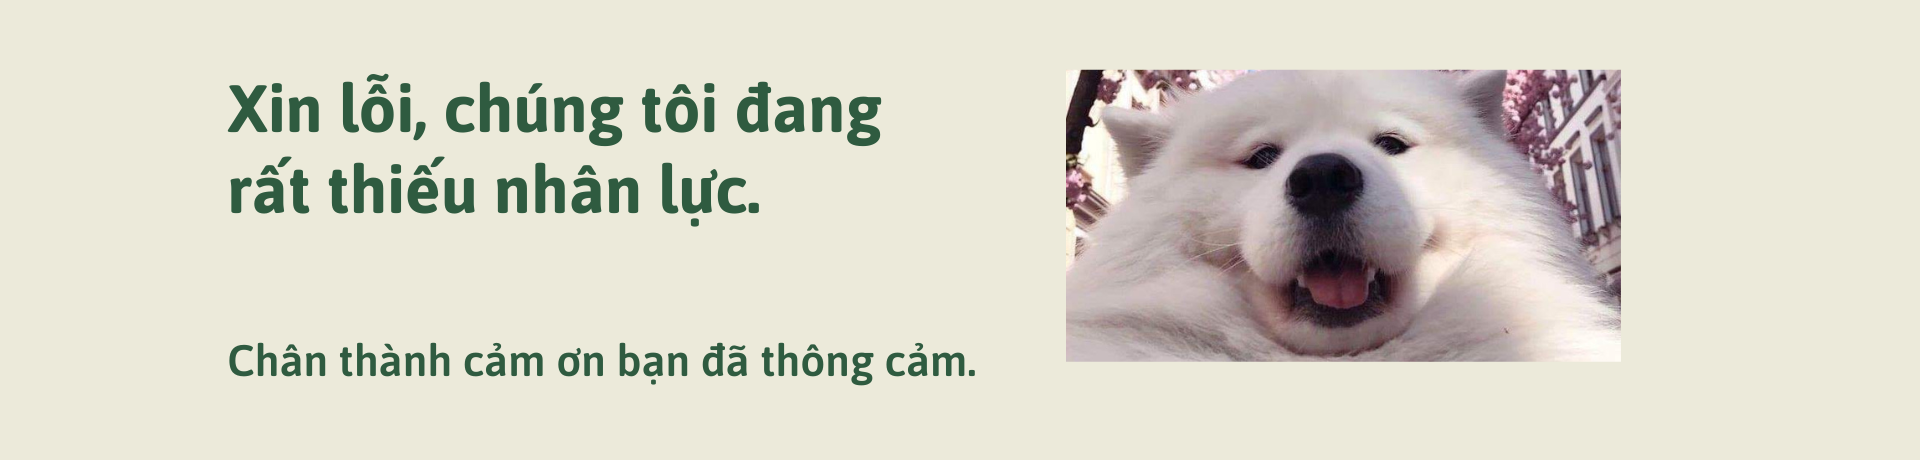 Xin lỗi, chúng tôi đang
rất thiếu nhân lực.
Chân thành cảm ơn bạn đã thông cảm.